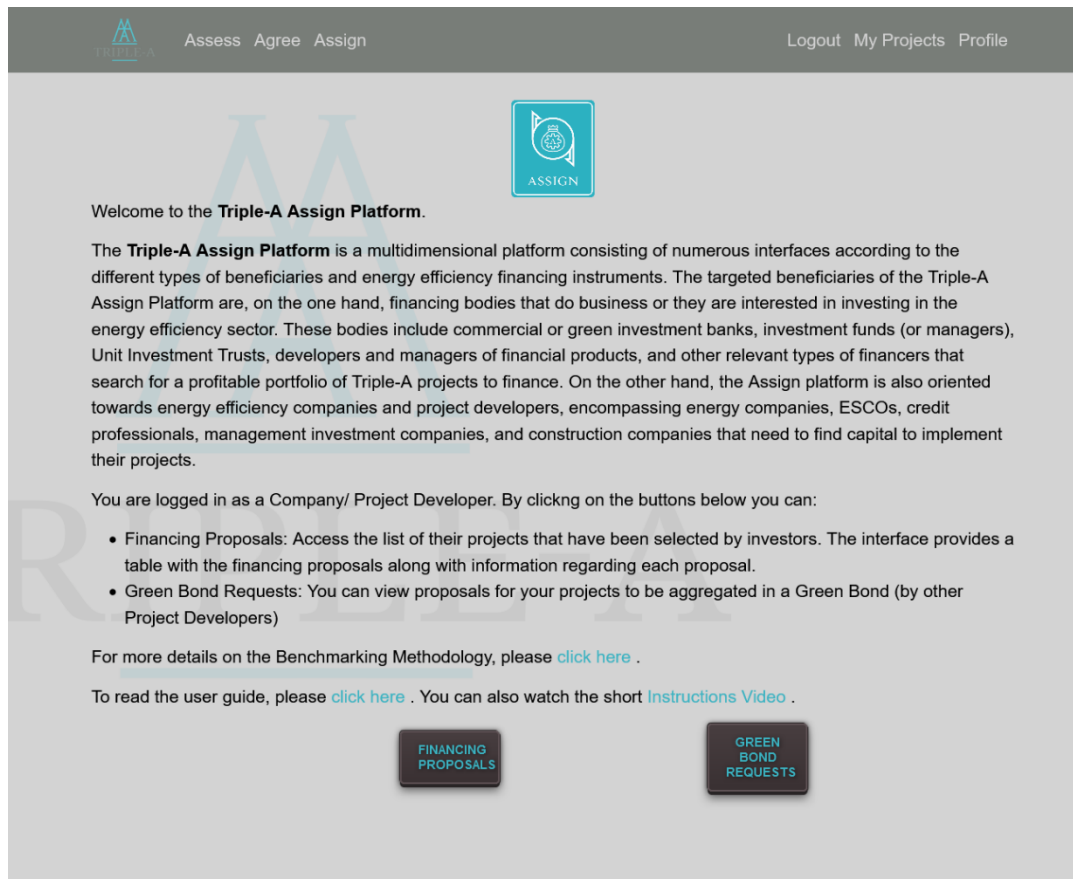 TRIPLE-A
Assess Agree Assign
Logout My Projects Profile
ASSIGN
Welcome to the Triple-A Assign Platform.
The Triple-A Assign Platform is a multidimensional platform consisting of numerous interfaces according to the
different types of beneficiaries and energy efficiency financing instruments. The targeted beneficiaries of the Triple-A
Assign Platform are, on the one hand, financing bodies that do business or they are interested in investing in the
energy efficiency sector. These bodies include commercial or green investment banks, investment funds (or managers),
Unit Investment Trusts, developers and managers of financial products, and other relevant types of financers that
search for a profitable portfolio of Triple-A projects to finance. On the other hand, the Assign platform is also oriented
towards energy efficiency companies and project developers, encompassing energy companies, ESCOs, credit
professionals, management investment companies, and construction companies that need to find capital to implement
their projects.
You are logged in as a Company/ Project Developer. By clickng on the buttons below you can:
• Financing Proposals: Access the list of their projects that have been selected by investors. The interface provides a
table with the financing proposals along with information regarding each proposal.
• Green Bond Requests: You can view proposals for your projects to be aggregated in a Green Bond (by other
Project Developers)
RIPLE-A
For more details on the Benchmarking Methodology, please click here .
To read the user guide, please click here . You can also watch the short Instructions Video .
FINANCING
PROPOSALS
GREEN
BOND
REQUESTS